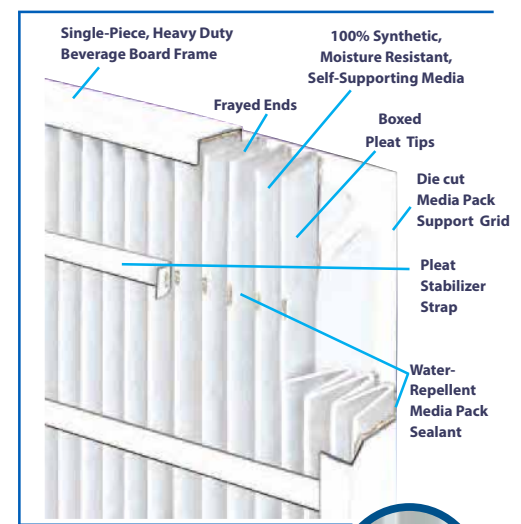 Single-Piece, Heavy Duty
Beverage Board Frame
100% Synthetic,
Moisture Resistant,
Self-Supporting Media
Frayed Ends
Boxed
Pleat Tips
Die cut
Media Pack
Support Grid
Pleat
Stabilizer
Strap
Water-
Repellent
Media Pack
Sealant